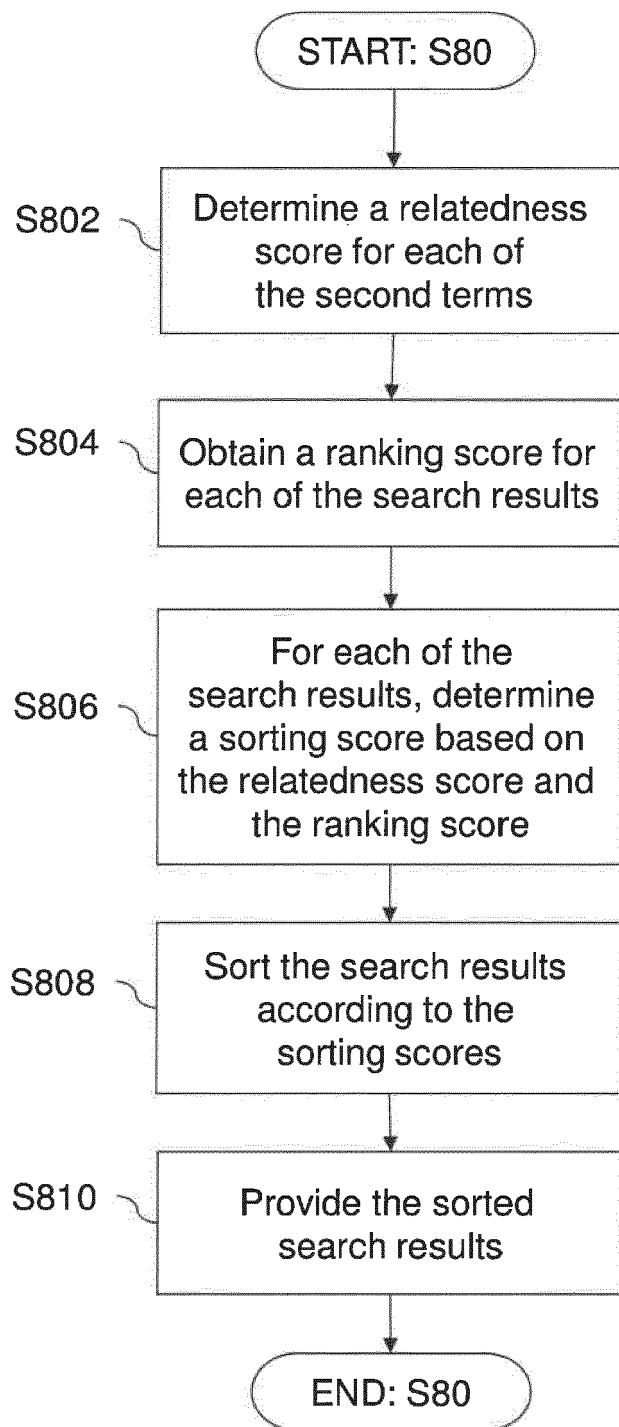 START: S80
S802
Determine a relatedness
score for each of
the second terms
S804
Obtain a ranking score for
each of the search results
S806
For each of the
search results, determine
a sorting score based on
the relatedness score and
the ranking score
S808
Sort the search results
according to the
sorting scores
S810
Provide the sorted
search results
END: S80